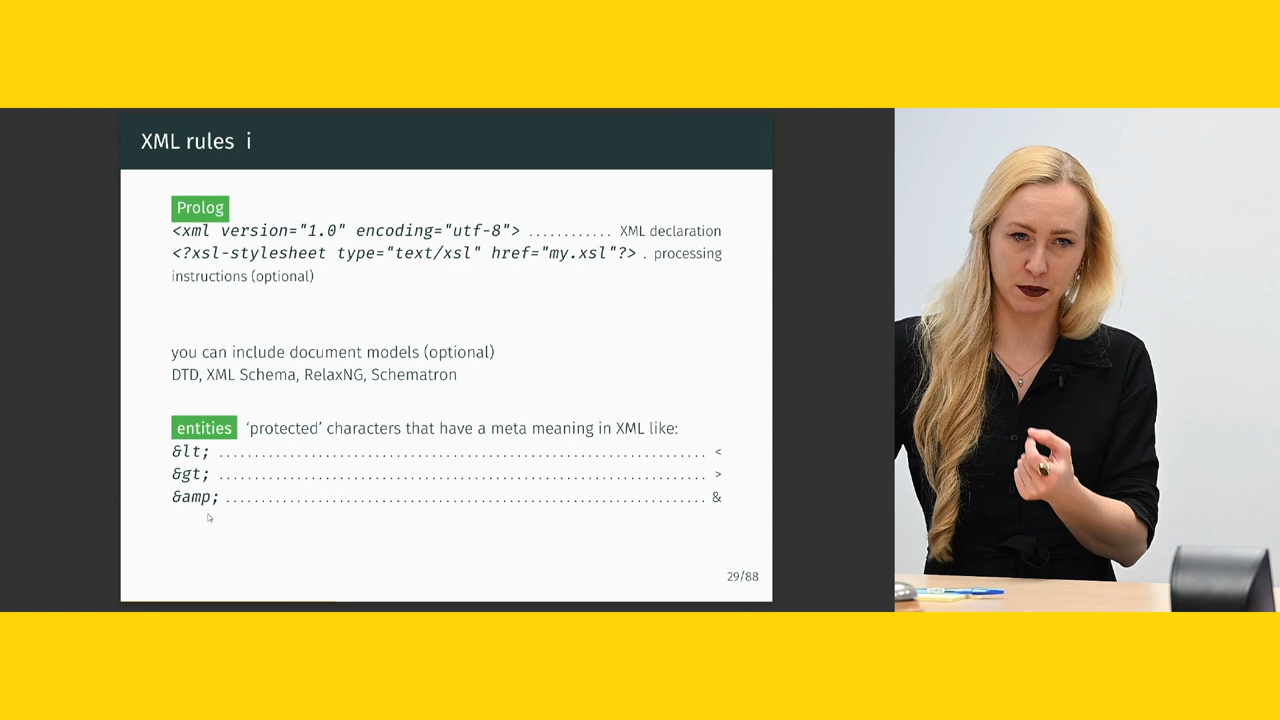 XML rules i
Prolog
<xml version="1.0" encoding="utf-8"> ............ XML declaration
<?xsl-stylesheet type="text/xsl" href="my.xsl"?> . processing
instructions (optional)
you can include document models (optional)
DTD, XML Schema, RelaxNG, Schematron
entities ‘protected’ characters that have a meta meaning in XML like:
&lt; ........................................ <
&gt; ........................................ >
&amp; ........................................ &
29/88